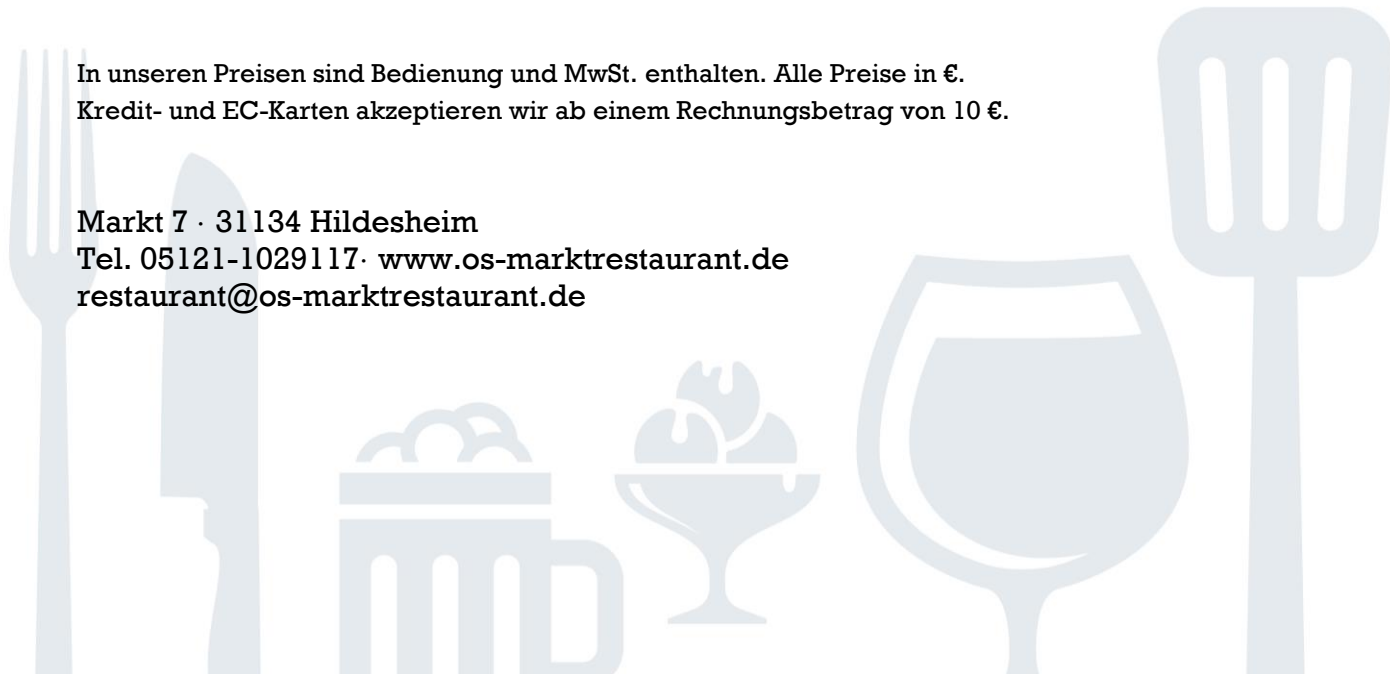 In unseren Preisen sind Bedienung und MwSt. enthalten. Alle Preise in €.
Kredit- und EC-Karten akzeptieren wir ab einem Rechnungsbetrag von 10 €.
Markt 7 · 31134 Hildesheim
Tel. 05121-1029117· www.os-marktrestaurant.de
restaurant@os-marktrestaurant.de